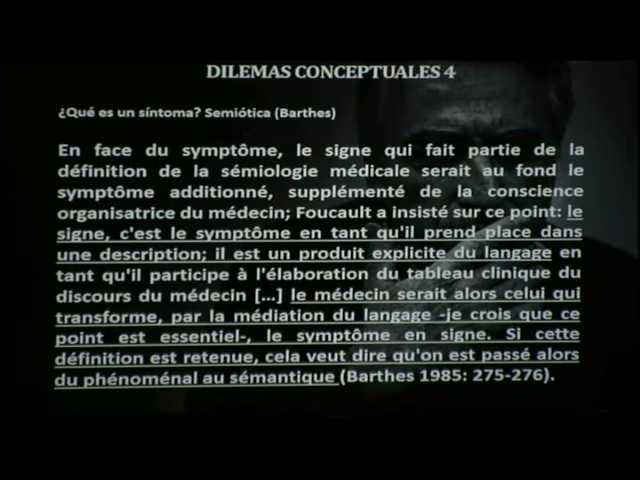 DILEMAS CONCEPTUALES 4
¿Qué es un síntoma? Semiótica (Barthes)
En face du symptôme, le signe qui fait partie de la
définition de la sémiologie médicale serait au fond le
symptôme additionné, supplémenté de la conscience
organisatrice du médecin; Foucault a insisté sur ce point: le
signe, c'est le symptôme en tant qu'il prend place dans
une description; il est un produit explicite du langage en
tant qu'il participe à l'élaboration du tableau clinique du
discours du médecin [...] le médecin serait alors celui qui
transforme, par la médiation du langage -je crois que ce
point est essentiel-, le symptôme en signe. Si cette
définition est retenue, cela veut dire qu'on est passé alors
du phénoménal au sémantique (Barthes 1985: 275-276).